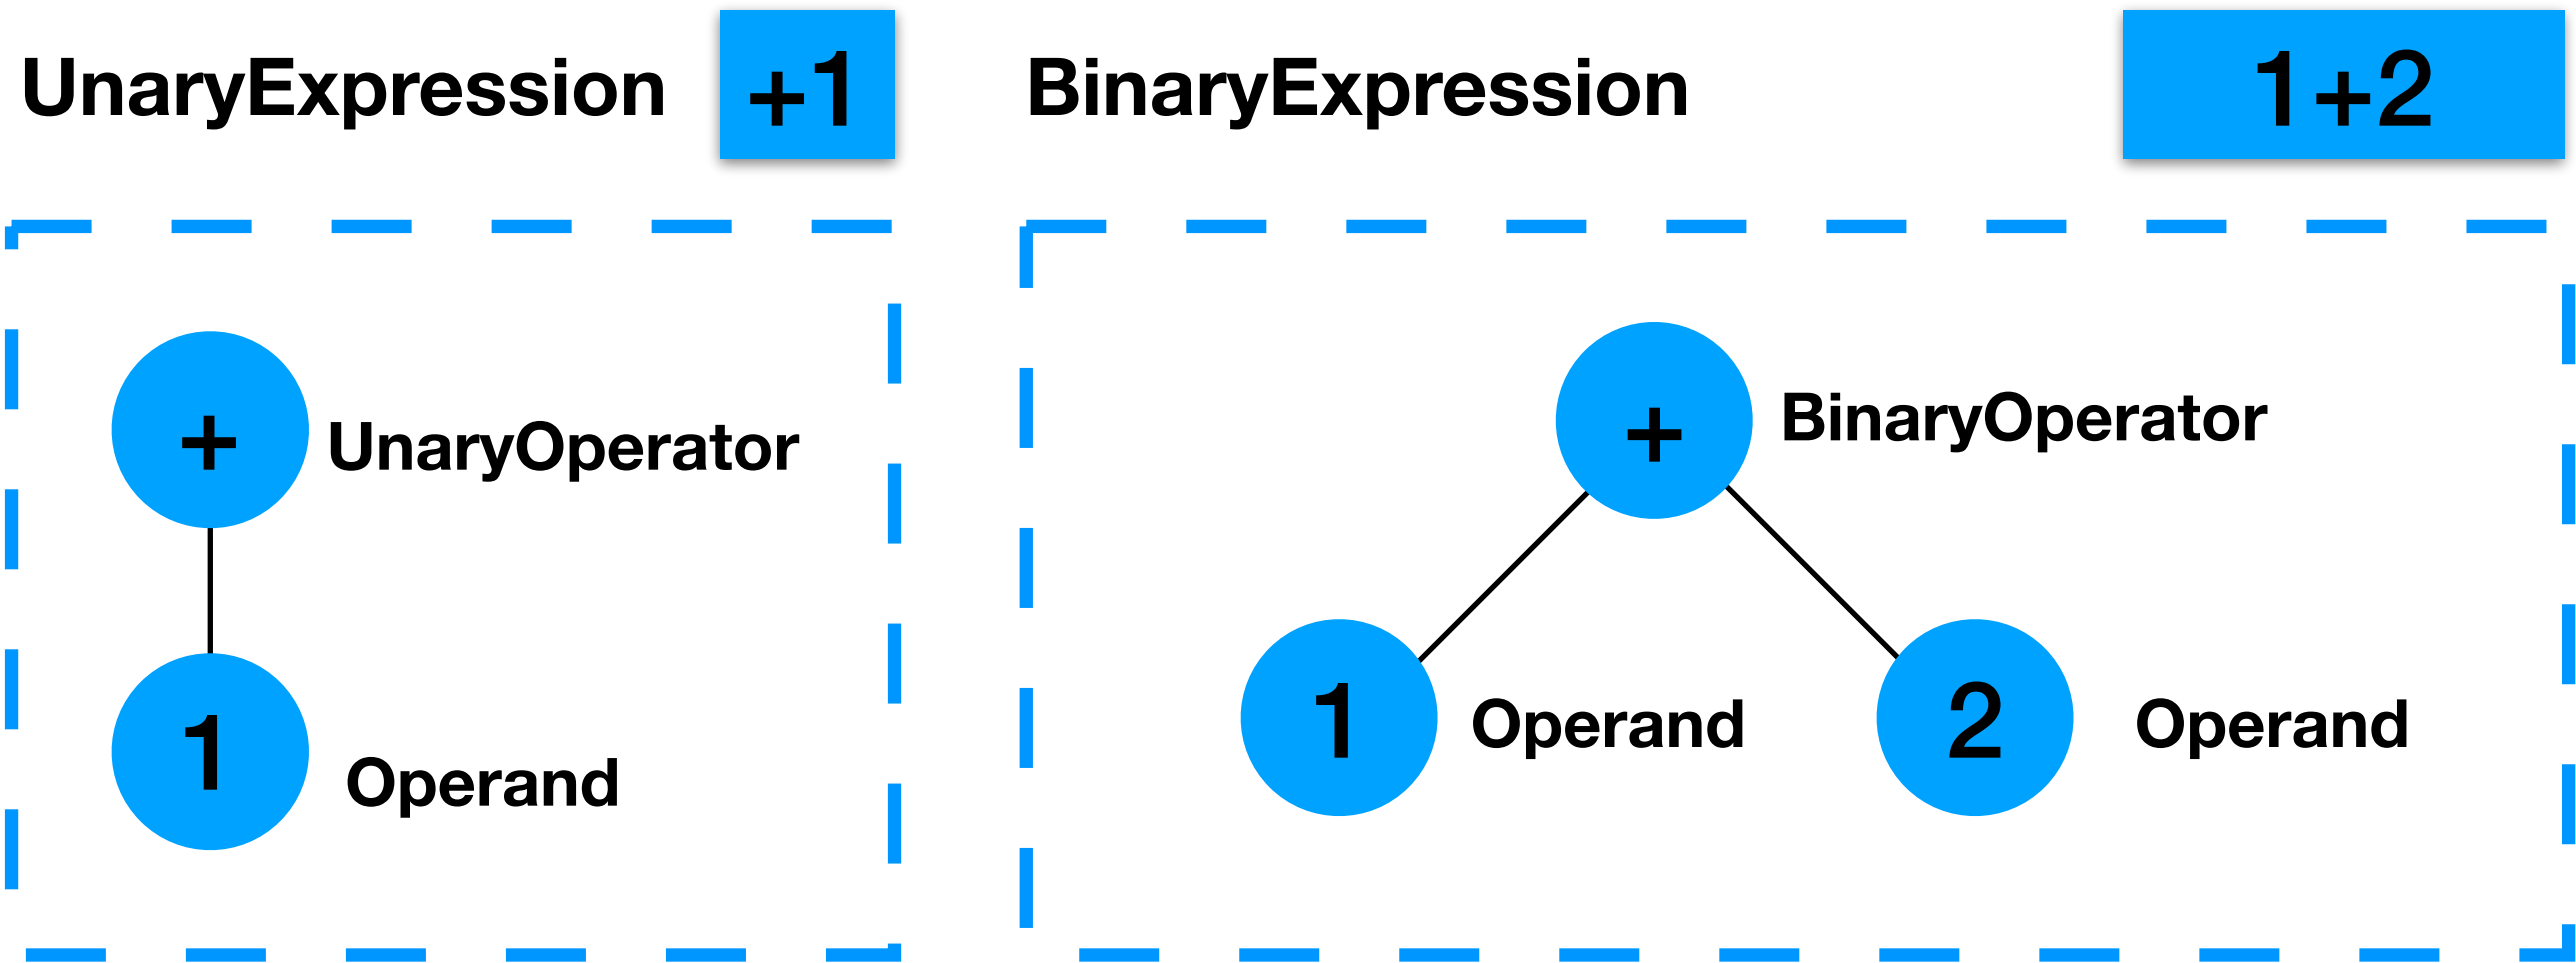 UnaryExpression
+1
+
UnaryOperator
1
Operand
BinaryExpression
1+2
+
BinaryOperator
1
Operand
2
Operand